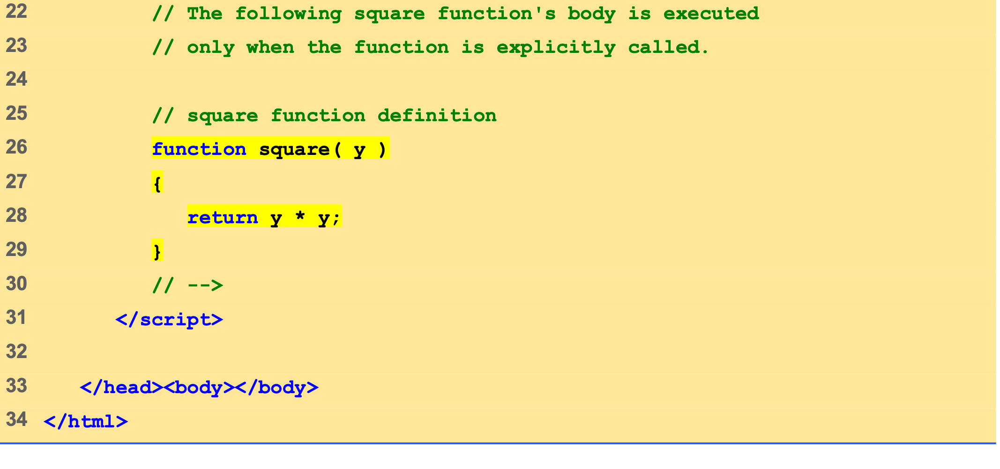 22 // The following square function's body is executed
23 // only when the function is explicitly called.
24
25 // square function definition
26 function square( y )
27 {
28 return y * y;
29 }
30 // -->
31 </script>
32
33 </head><body></body>
34 </html>